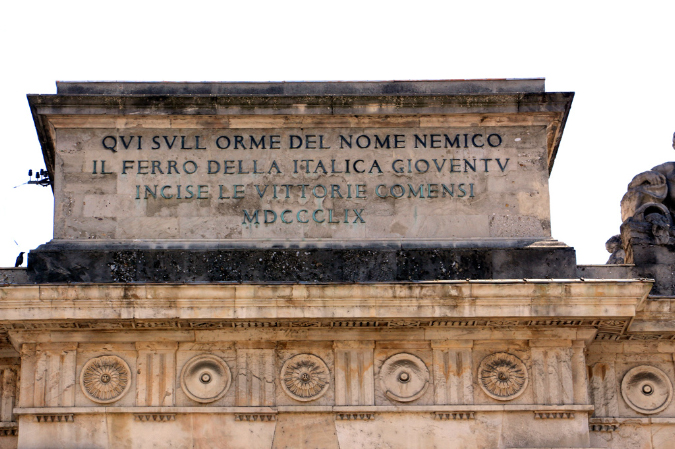 QVI SVLL ORME DEL NOME NEMICO
IL FERRO DELLA ITALICA GIOVENTV
INCISE LE VITTORIE COMENSI
MDCCCLIX